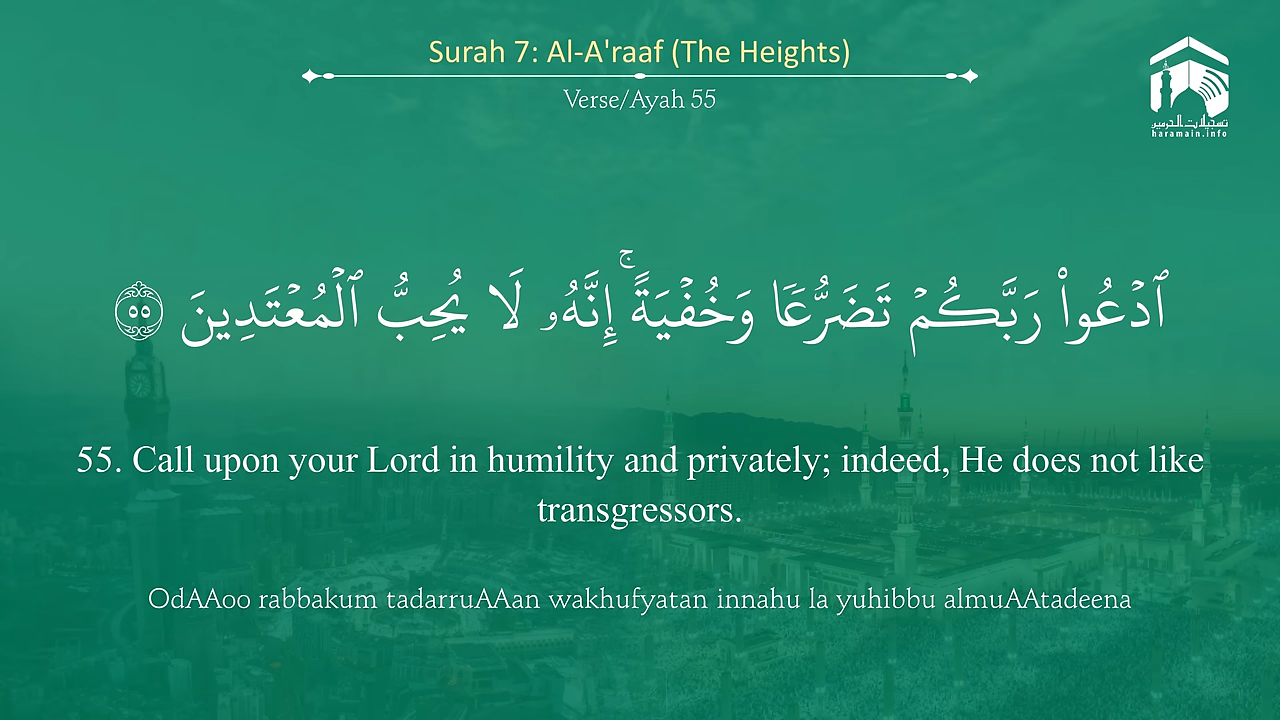 Surah 7: Al-A'raaf (The Heights)
Verse/Ayah 55
تسجيلات الحرمين
haramain.info
ٱدۡعُواْ رَبَّكُمۡ تَضَرُّعٗا وَخُفۡيَةًۚ إِنَّهُۥ لَا يُحِبُّ ٱلۡمُعۡتَدِينَ ٥٥
55. Call upon your Lord in humility and privately; indeed, He does not like
transgressors.
OdAAoo rabbakum tadarruAAan wakhufyatan innahu la yuhibbu almuAAtadeena